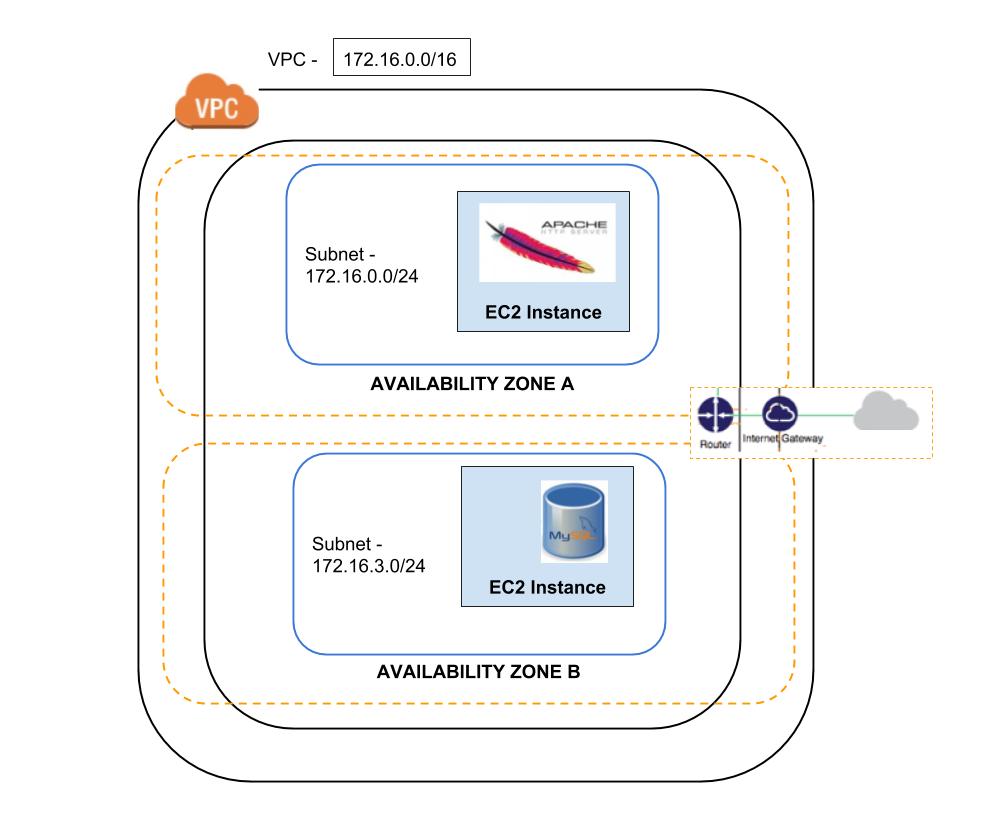 VPC - 172.16.0.0/16
VPC
APACHE
HTTP SERVER
Subnet -
172.16.0.0/24
EC2 Instance
AVAILABILITY ZONE A
Router
Internet Gateway
MySQL
Subnet -
172.16.3.0/24
EC2 Instance
AVAILABILITY ZONE B